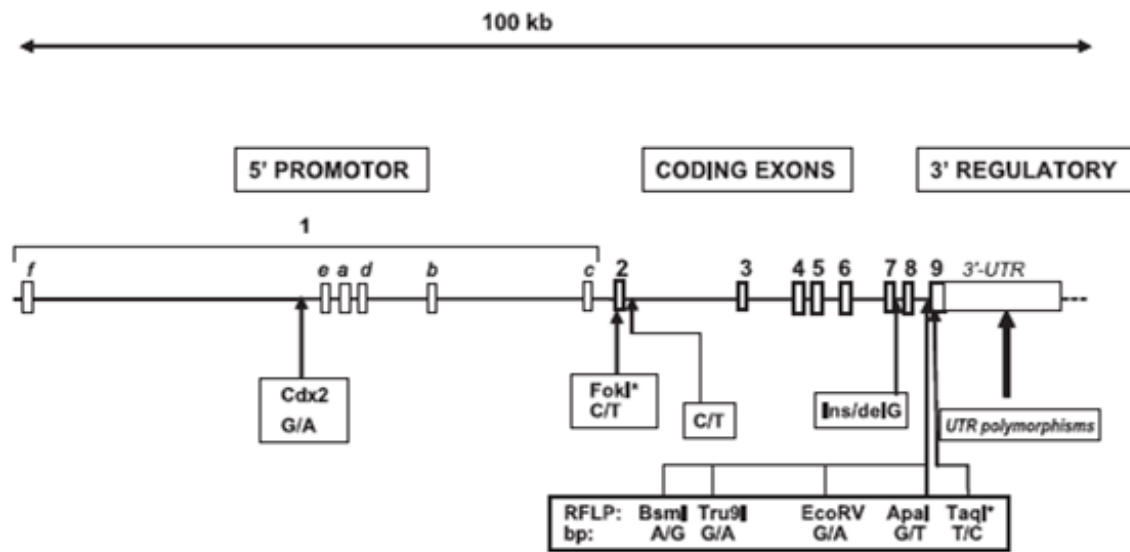 100 kb
5' PROMOTOR CODING EXONS 3' REGULATORY
1
f e a d b c 2 3 4 5 6 7 8 9 3'-UTR
Cdx2
G/A
FokI*
C/T
C/T
Ins/delG
UTR polymorphisms
RFLP: BsmI Tru9I EcoRV ApaI TaqI*
bp: A/G G/A G/A G/T T/C